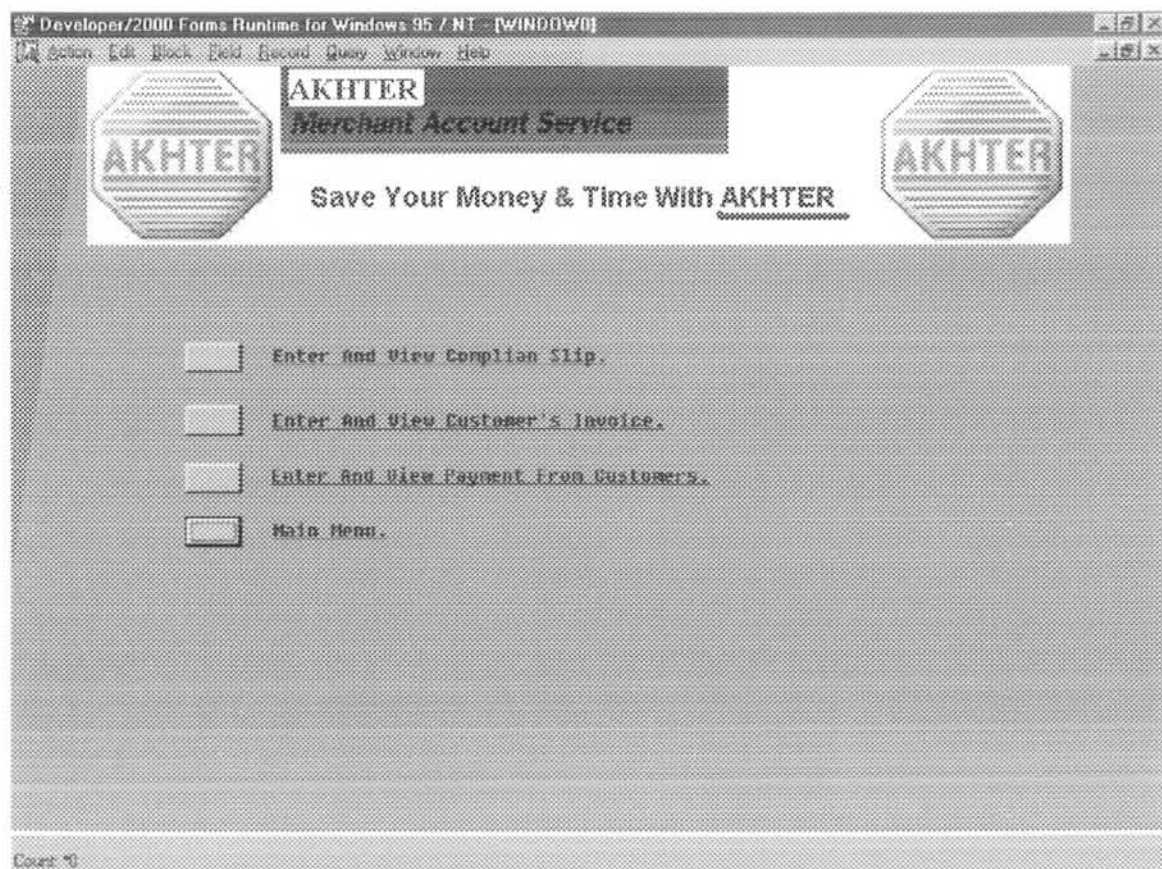 Developer/2000 Forms Runtime for Windows 95 / NT - [WINDOW0]
Action Edit Block Field Record Query Window Help
AKHTER
Merchant Account Service
AKHTER
AKHTER
Save Your Money & Time With AKHTER
Enter And View Complian Slip.
Enter And View Customer's Invoice.
Enter And View Payment From Customers.
Main Menu.
Count: *0